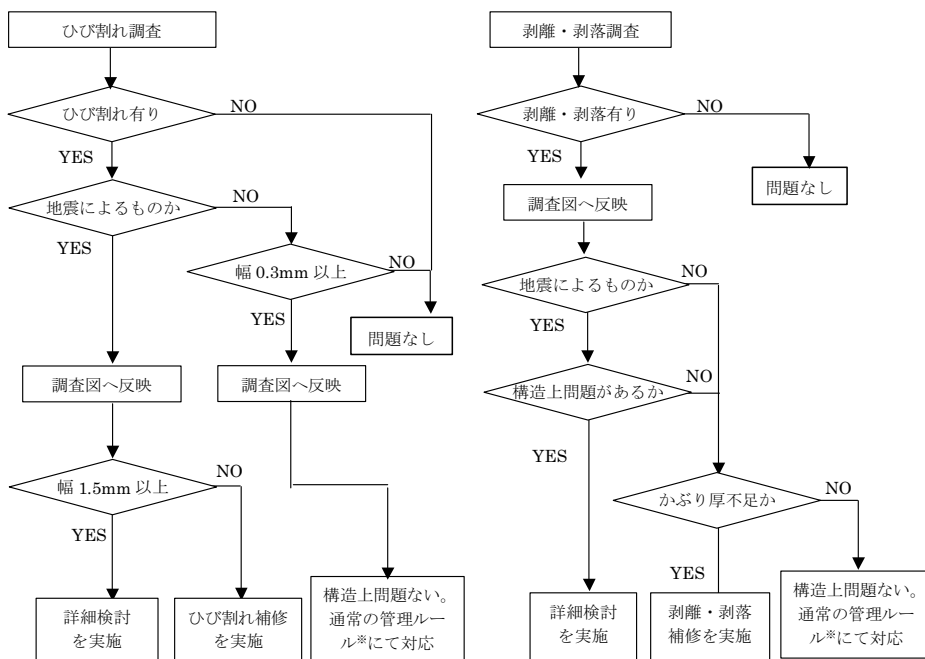 ひび割れ調査
ひび割れ有り
NO
YES
地震によるものか
NO
YES
幅 0.3mm 以上
NO
YES
問題なし
調査図へ反映
調査図へ反映
幅 1.5mm 以上
NO
YES
詳細検討
を実施
ひび割れ補修
を実施
構造上問題ない。
通常の管理ルー
ル※にて対応
剥離・剥落調査
剥離・剥落有り
NO
YES
問題なし
調査図へ反映
地震によるものか
NO
YES
構造上問題があるか
NO
YES
かぶり厚不足か
NO
YES
詳細検討
を実施
剥離・剥落
補修を実施
構造上問題ない。
通常の管理ルー
ル※にて対応